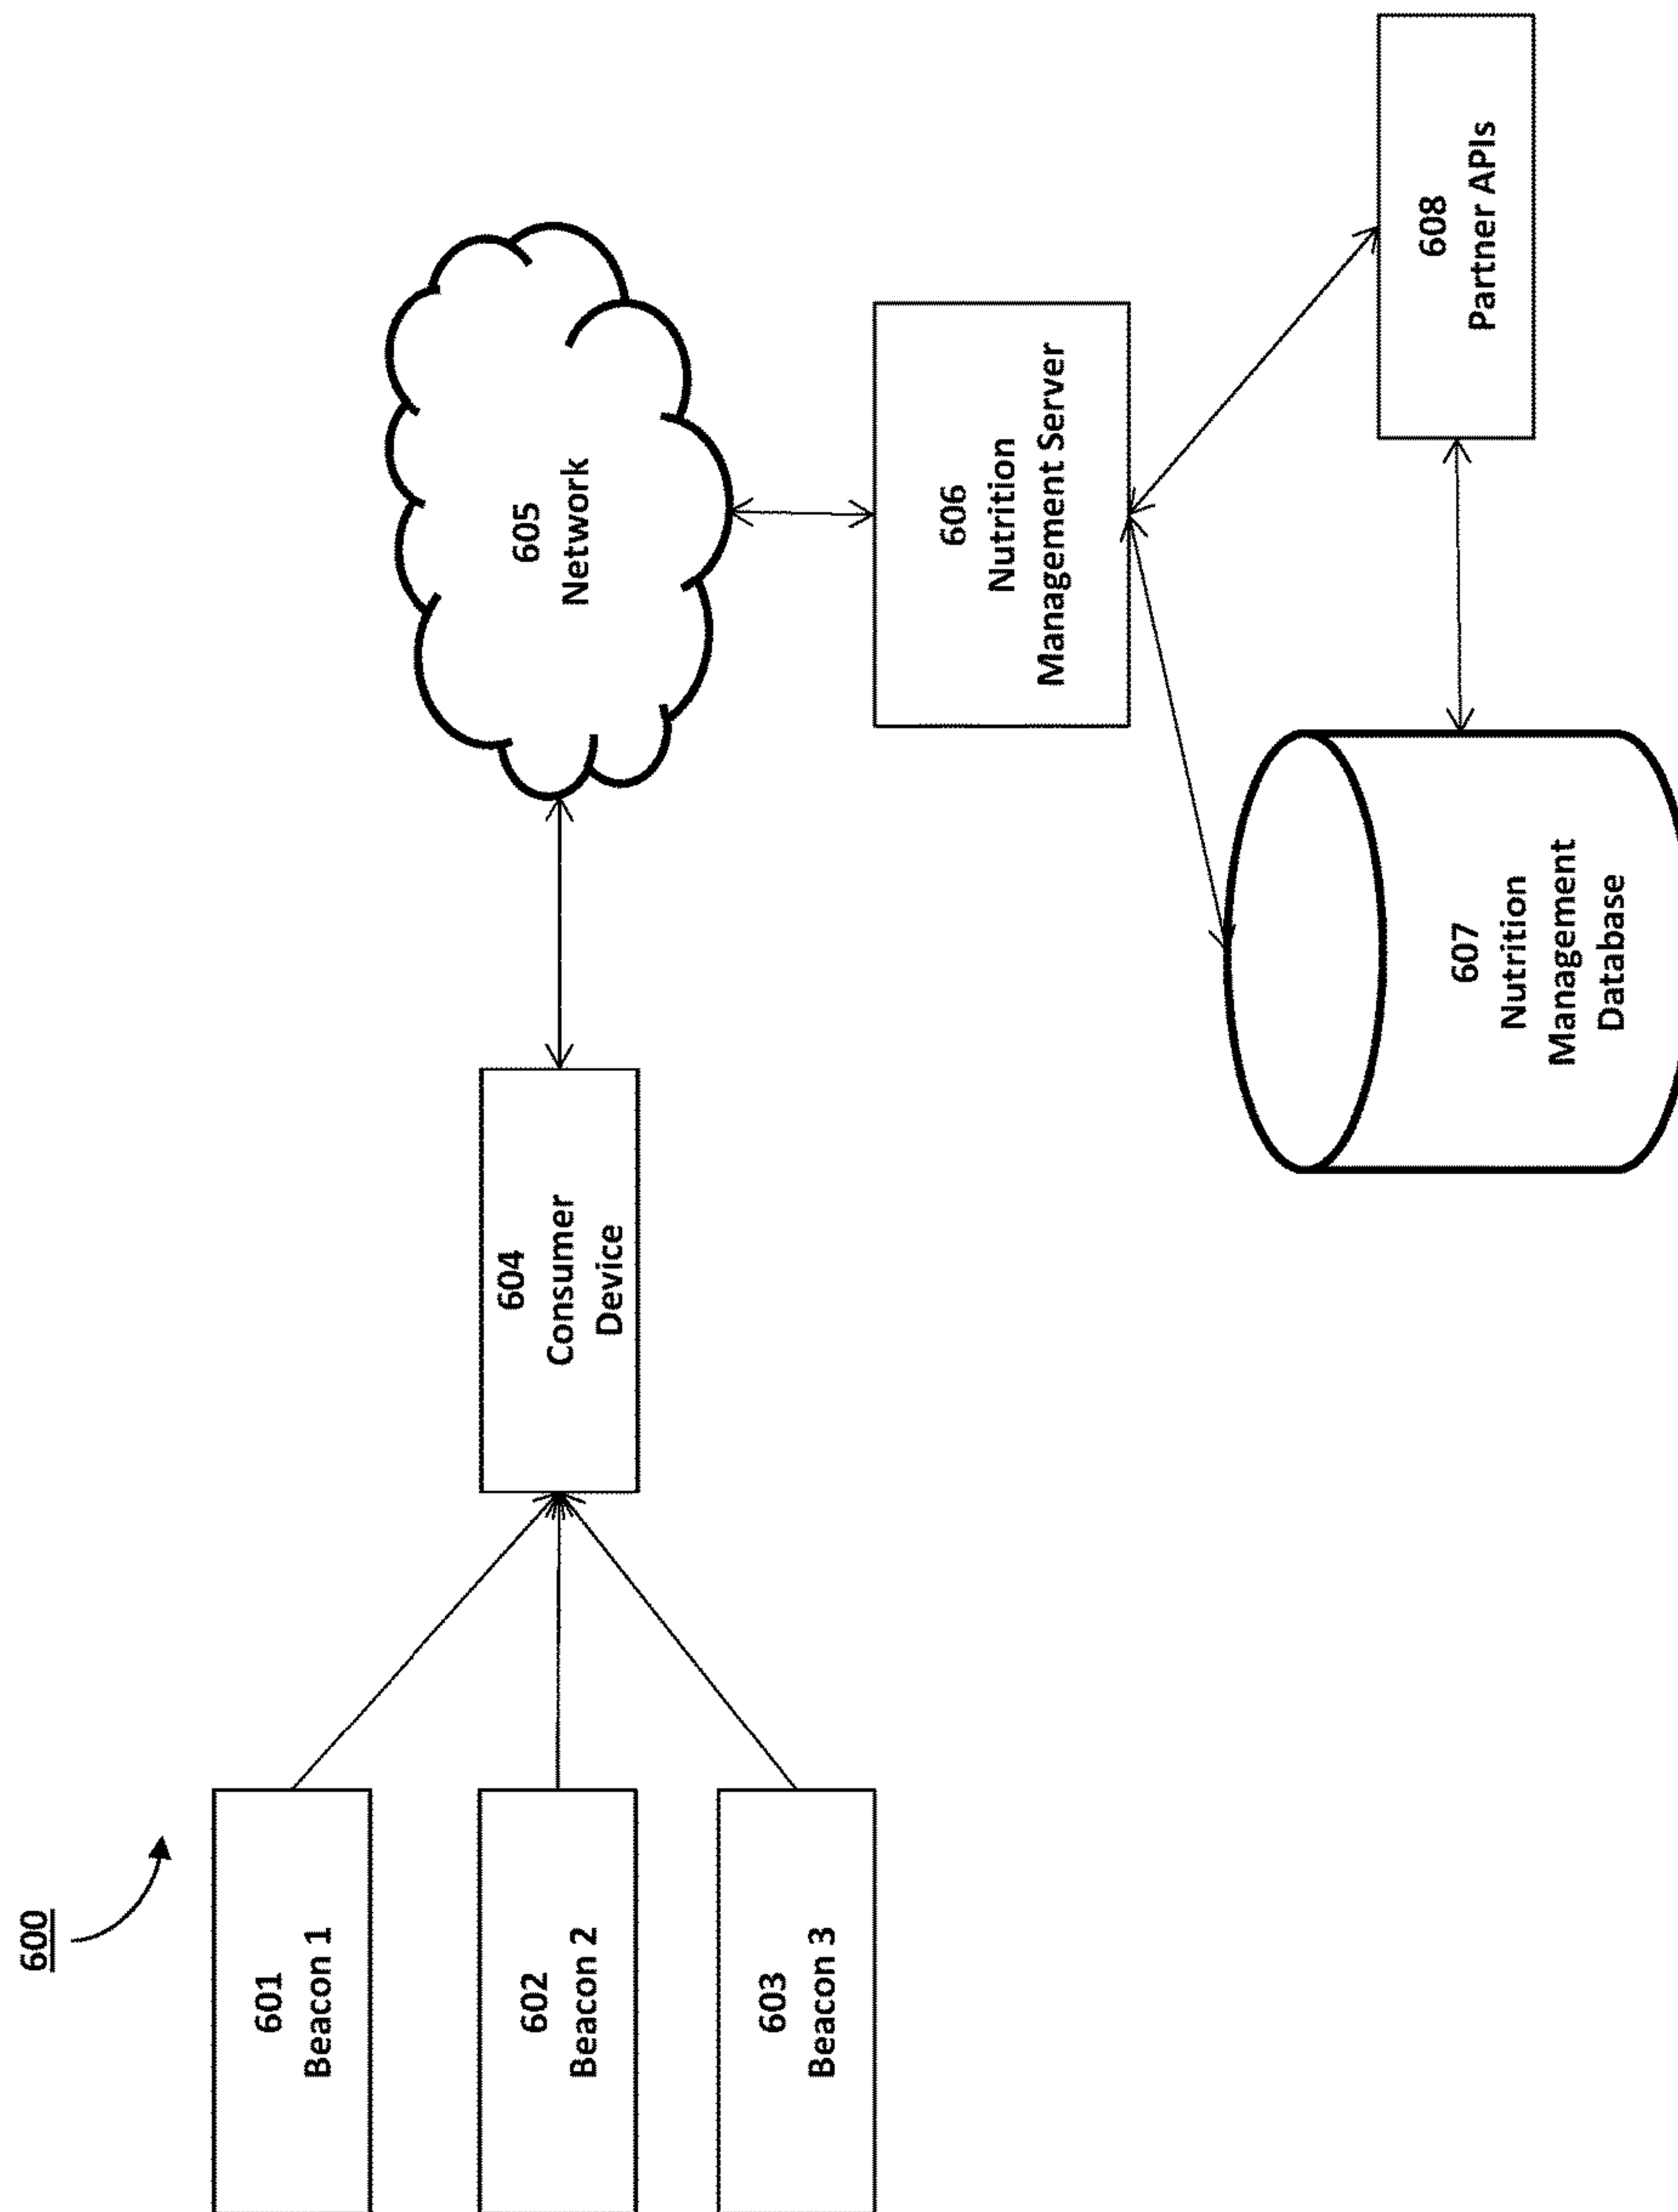 600
601
Beacon 1
602
Beacon 2
603
Beacon 3
604
Consumer
Device
605
Network
606
Nutrition
Management Server
607
Nutrition
Management
Database
608
Partner APIs